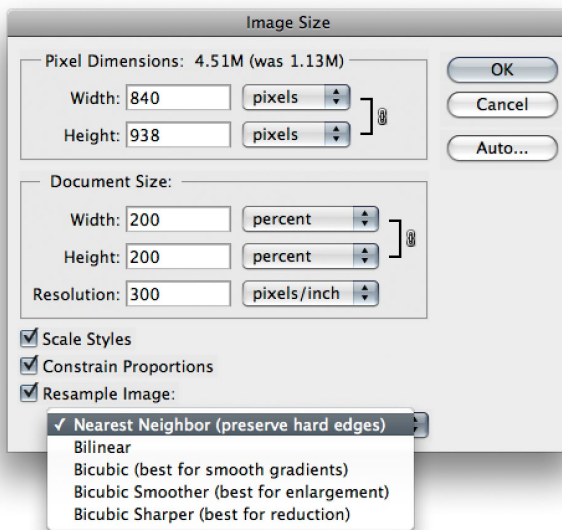 Image Size
Pixel Dimensions: 4.51M (was 1.13M)
Width: 840 pixels
Height: 938 pixels
OK
Cancel
Auto...
Document Size:
Width: 200 percent
Height: 200 percent
Resolution: 300 pixels/inch
Scale Styles
Constrain Proportions
Resample Image:
✓ Nearest Neighbor (preserve hard edges)
Bilinear
Bicubic (best for smooth gradients)
Bicubic Smoother (best for enlargement)
Bicubic Sharper (best for reduction)